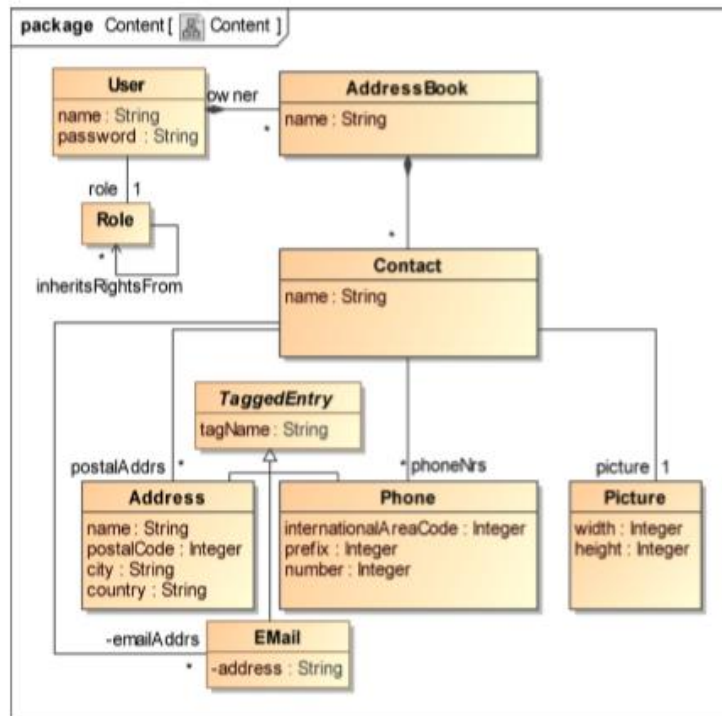 package Content [ Content ]
User
name : String
password : String
owner
*
AddressBook
name : String
role 1
Role
*
inheritsRightsFrom
*
Contact
name : String
TaggedEntry
tagName : String
postalAddrs *
* phoneNrs
picture 1
Address
name : String
postalCode : Integer
city : String
country : String
Phone
internationalAreaCode : Integer
prefix : Integer
number : Integer
Picture
width : Integer
height : Integer
-emailAddrs
*
EMail
-address : String